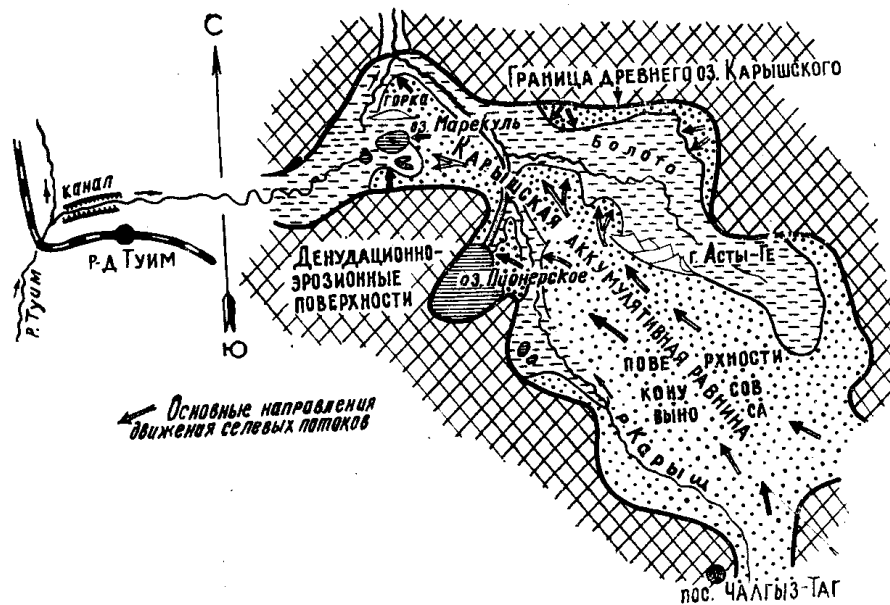 С
ГРАНИЦА ДРЕВНЕГО ОЗ. КАРЫШСКОГО
ГОРКА
ОЗ. Марекуль
БОЛОТО
КАНАЛ
КАРЫШСКАЯ АККУМУЛЯТИВНАЯ РАВНИНА
Р-Д ТУИМ
ДЕНУДАЦИОННО-
ЭРОЗИОННЫЕ
ПОВЕРХНОСТИ
г. АСТЫ-ТЕ
ОЗ. Пионерское
Р. Туим
Ю
ПОВЕРХНОСТИ
КОНУСОВ
ВЫНОСА
Основные направления
движения селевых потоков
р. Карыш
пос. ЧАЛГЫЗ-ТАГ